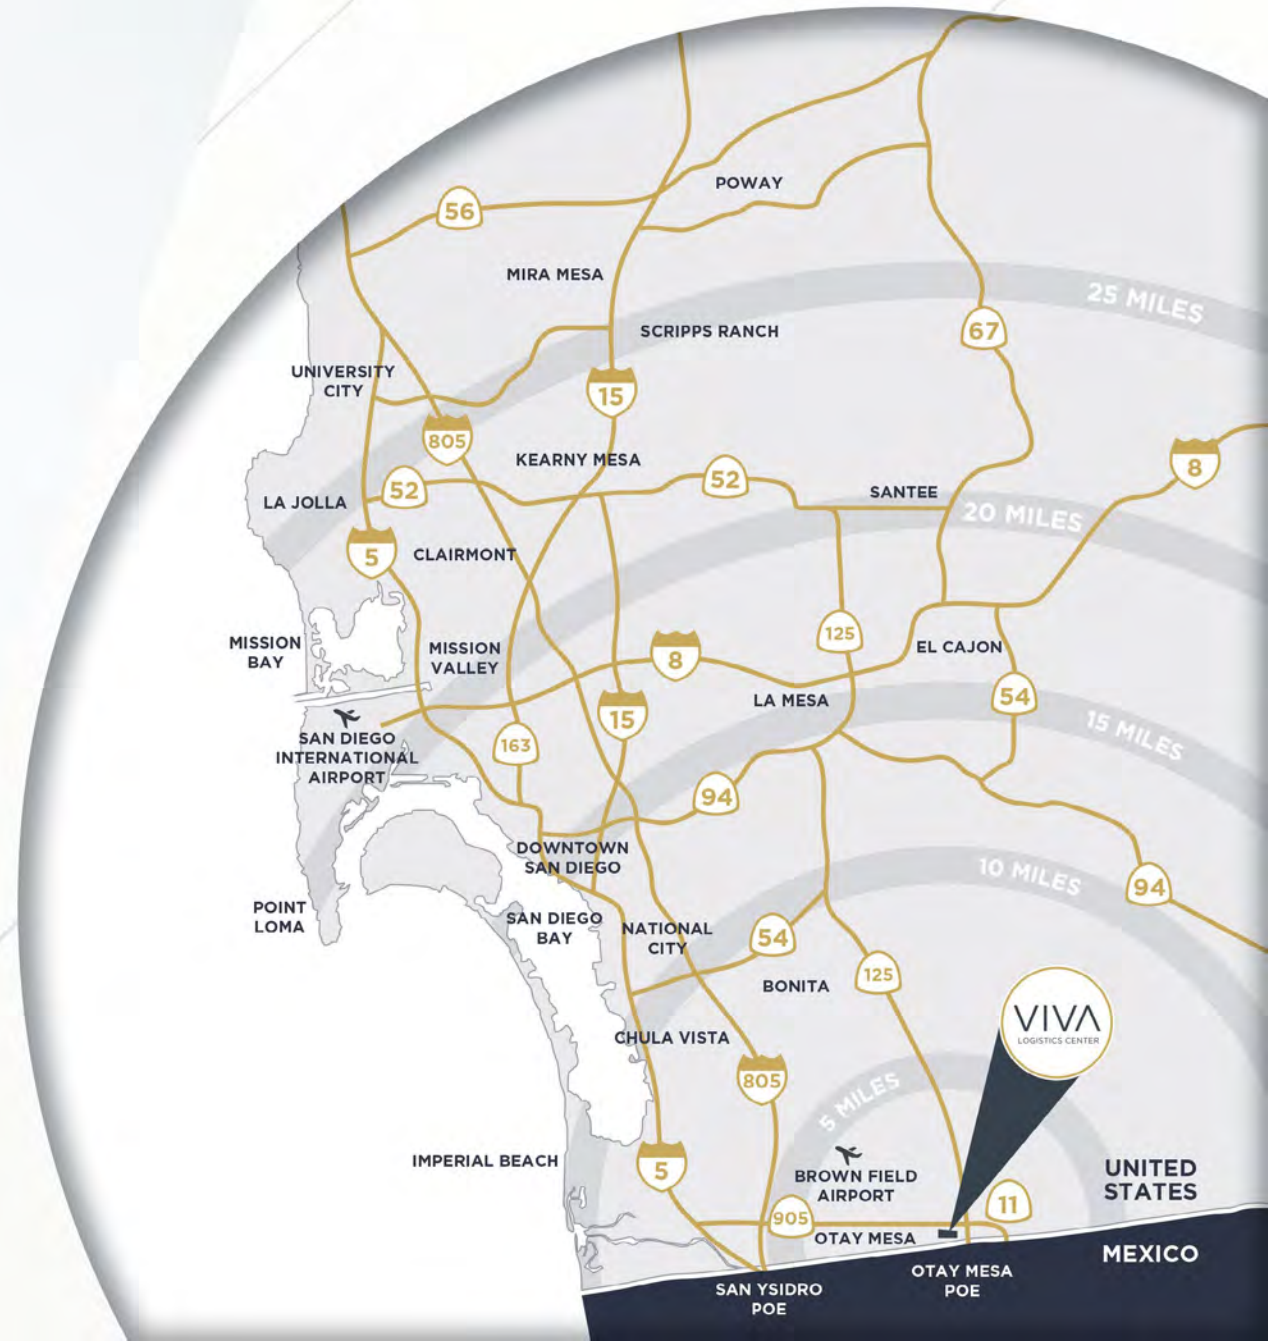 POWAY
56
MIRA MESA
25 MILES
SCRIPPS RANCH
67
UNIVERSITY
CITY
15
805
KEARNY MESA
8
52
52
SANTEE
LA JOLLA
20 MILES
5
CLAIRMONT
125
MISSION
BAY
MISSION
VALLEY
8
EL CAJON
LA MESA
54
15
15 MILES
SAN DIEGO
INTERNATIONAL
AIRPORT
163
94
DOWNTOWN
SAN DIEGO
10 MILES
94
POINT
LOMA
SAN DIEGO
BAY
NATIONAL
CITY
54
BONITA
125
VIVA
LOGISTICS CENTER
CHULA VISTA
805
5 MILES
IMPERIAL BEACH
5
BROWN FIELD
AIRPORT
UNITED
STATES
11
905
OTAY MESA
MEXICO
OTAY MESA
POE
SAN YSIDRO
POE